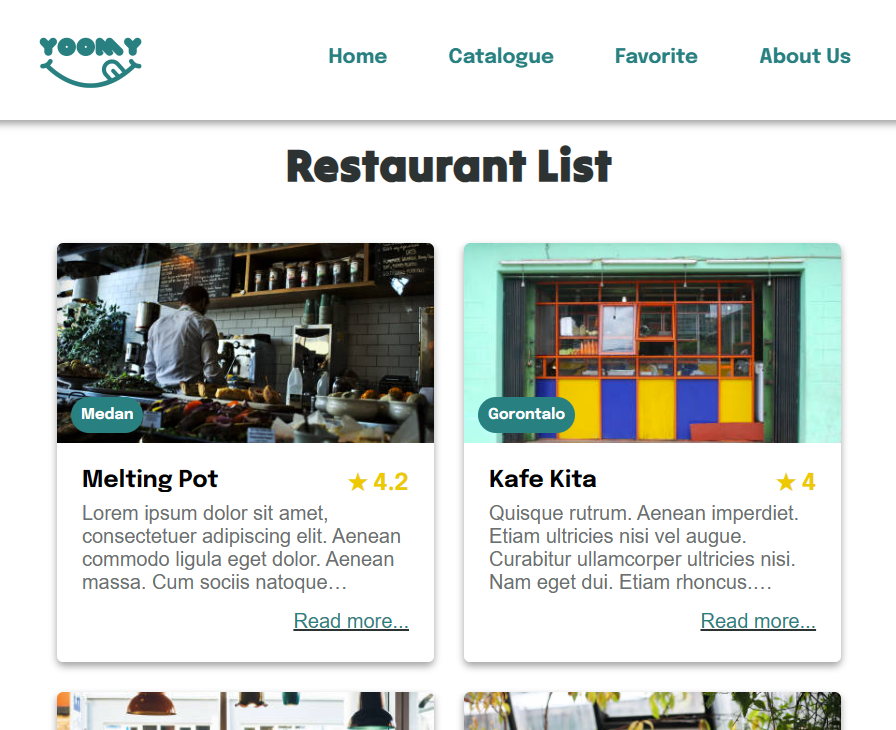 YOOMY
Home Catalogue Favorite About Us
Restaurant List
Medan
Melting Pot ★ 4.2
Lorem ipsum dolor sit amet,
consectetuer adipiscing elit. Aenean
commodo ligula eget dolor. Aenean
massa. Cum sociis natoque…
Read more...
Gorontalo
Kafe Kita ★ 4
Quisque rutrum. Aenean imperdiet.
Etiam ultricies nisi vel augue.
Curabitur ullamcorper ultricies nisi.
Nam eget dui. Etiam rhoncus.…
Read more...